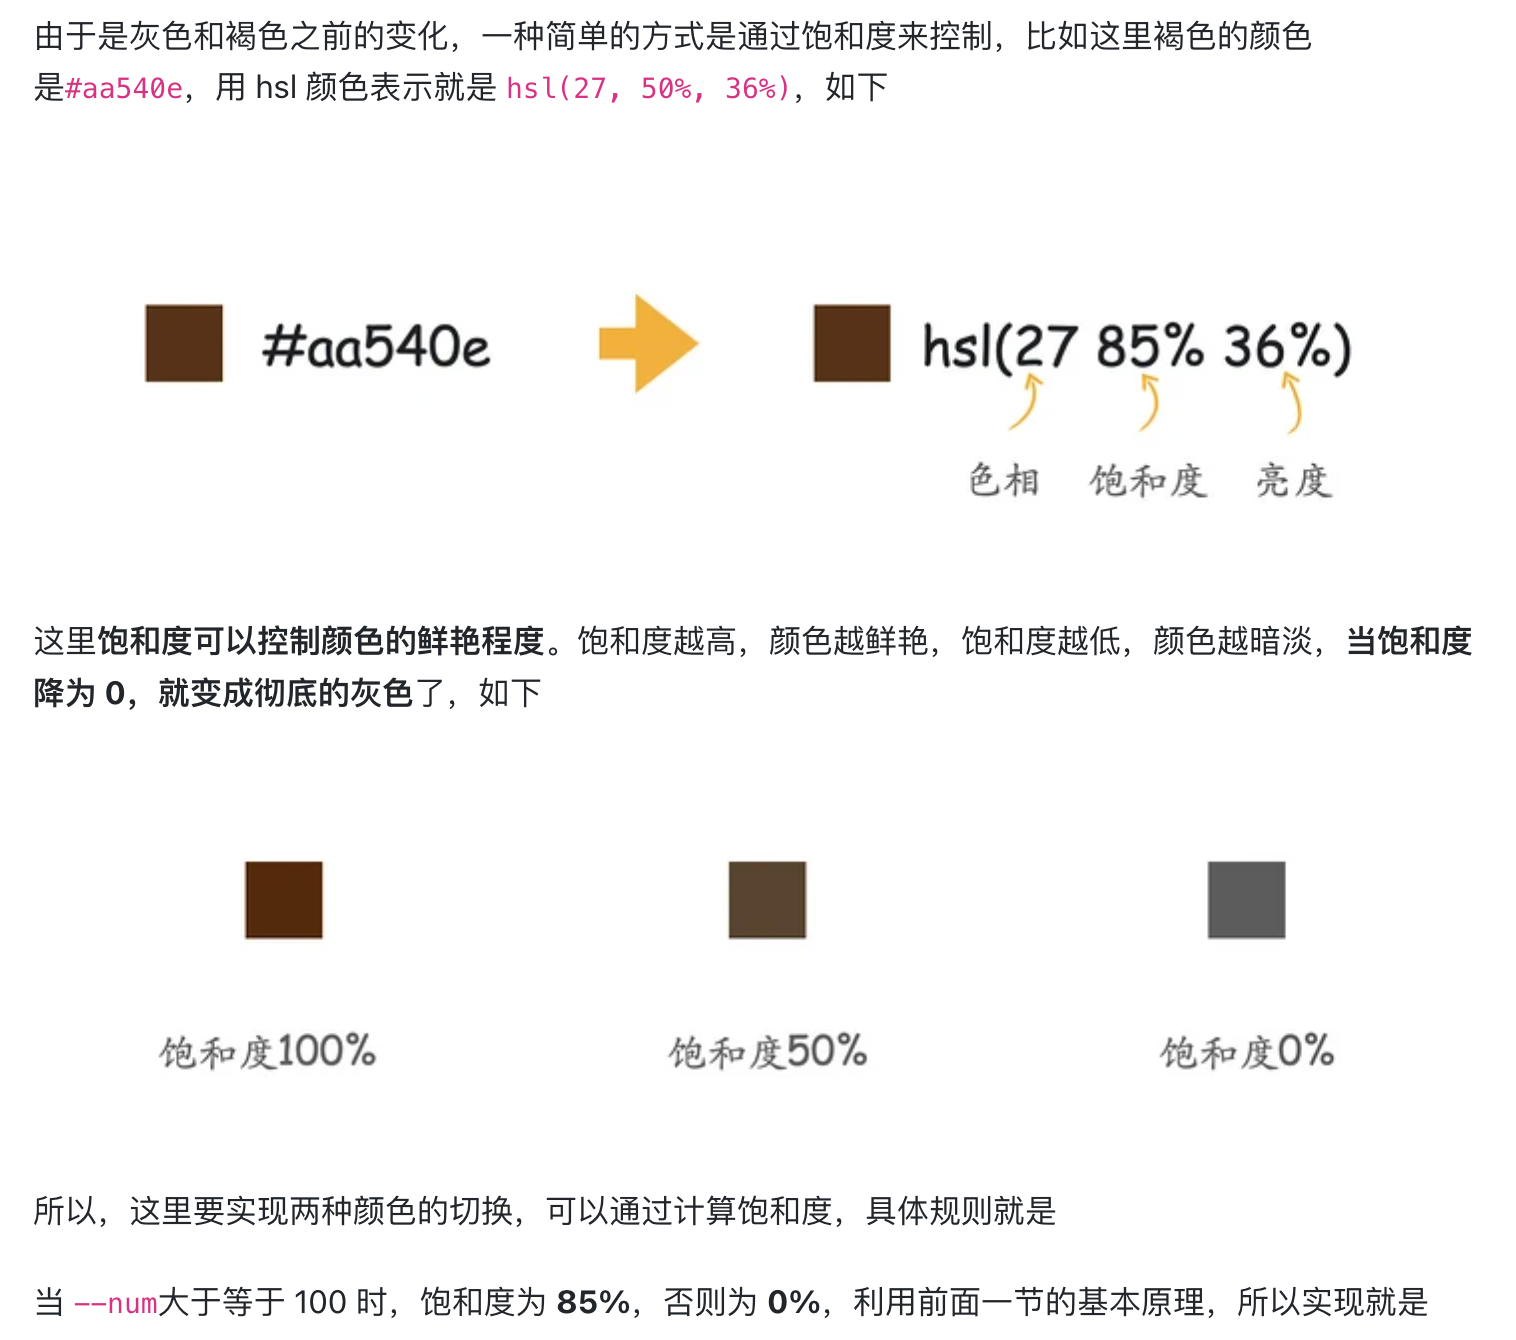 由于是灰色和褐色之前的变化，一种简单的方式是通过饱和度来控制，比如这里褐色的颜色
是#aa540e，用 hsl 颜色表示就是 hsl(27, 50%, 36%)，如下
#aa540e hsl(27 85% 36%)
色相 饱和度 亮度
这里饱和度可以控制颜色的鲜艳程度。饱和度越高，颜色越鲜艳，饱和度越低，颜色越暗淡，当饱和度
降为 0，就变成彻底的灰色了，如下
饱和度100% 饱和度50% 饱和度0%
所以，这里要实现两种颜色的切换，可以通过计算饱和度，具体规则就是
当 --num大于等于 100 时，饱和度为 85%，否则为 0%，利用前面一节的基本原理，所以实现就是